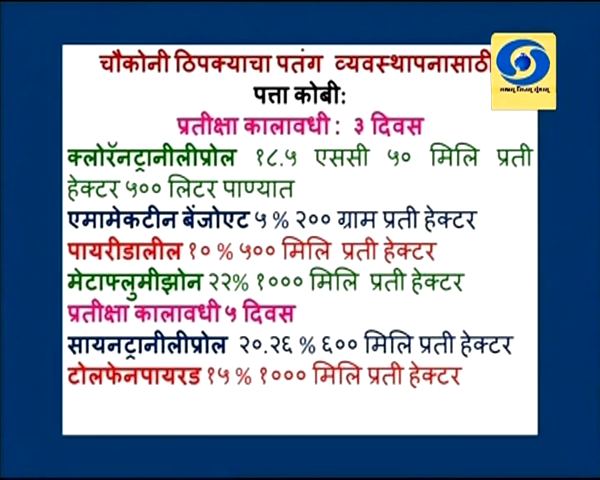 चौकोनी ठिपक्याचा पतंग व्यवस्थापनासाठी
पत्ता कोबी:
प्रतीक्षा कालावधी : ३ दिवस
क्लोरॅनट्रानीलीप्रोल १८.५ एससी ५० मिलि प्रती
हेक्टर ५०० लिटर पाण्यात
एमामेकटीन बेंजोएट ५ % २०० ग्राम प्रती हेक्टर
पायरीडालील १० % ५०० मिलि प्रती हेक्टर
मेटाफ्लुमीझोन २२% १००० मिलि प्रती हेक्टर
प्रतीक्षा कालावधी ५ दिवस
सायनट्रानीलीप्रोल २०.२६ % ६०० मिलि प्रती हेक्टर
टोलफेनपायरड १५ % १००० मिलि प्रती हेक्टर